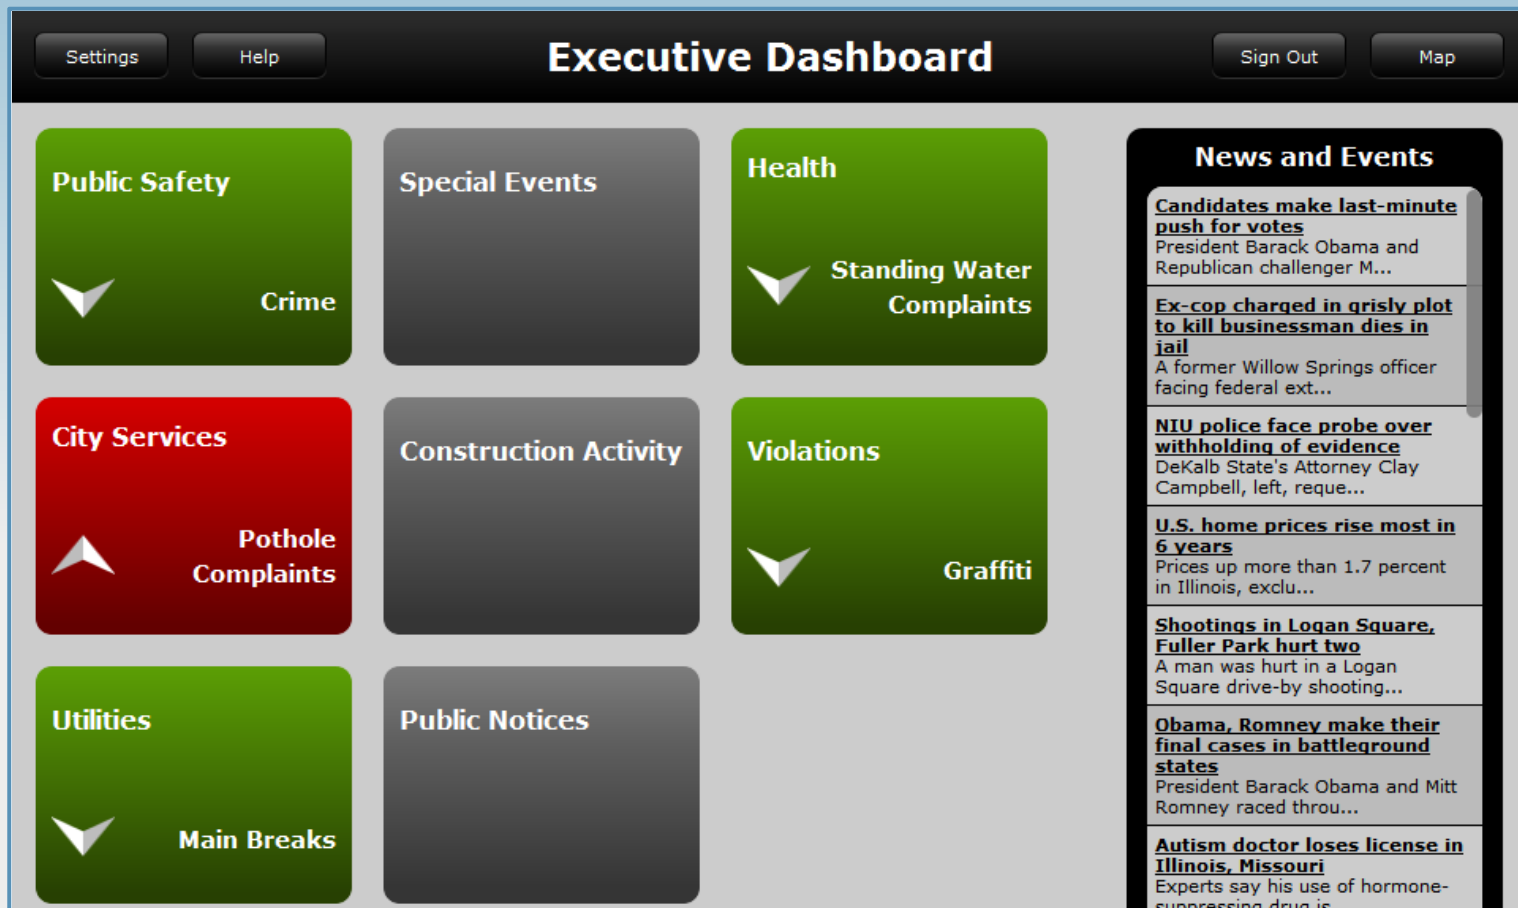 Settings
Help
Executive Dashboard
Sign Out
Map
Public Safety
Crime
Special Events
Health
Standing Water
Complaints
City Services
Pothole
Complaints
Construction Activity
Violations
Graffiti
Utilities
Main Breaks
Public Notices
News and Events
Candidates make last-minute
push for votes
President Barack Obama and
Republican challenger M...
Ex-cop charged in grisly plot
to kill businessman dies in
jail
A former Willow Springs officer
facing federal ext...
NIU police face probe over
withholding of evidence
DeKalb State's Attorney Clay
Campbell, left, reque...
U.S. home prices rise most in
6 years
Prices up more than 1.7 percent
in Illinois, exclu...
Shootings in Logan Square,
Fuller Park hurt two
A man was hurt in a Logan
Square drive-by shooting...
Obama, Romney make their
final cases in battleground
states
President Barack Obama and Mitt
Romney raced throu...
Autism doctor loses license in
Illinois, Missouri
Experts say his use of hormone-
suppressing drug is